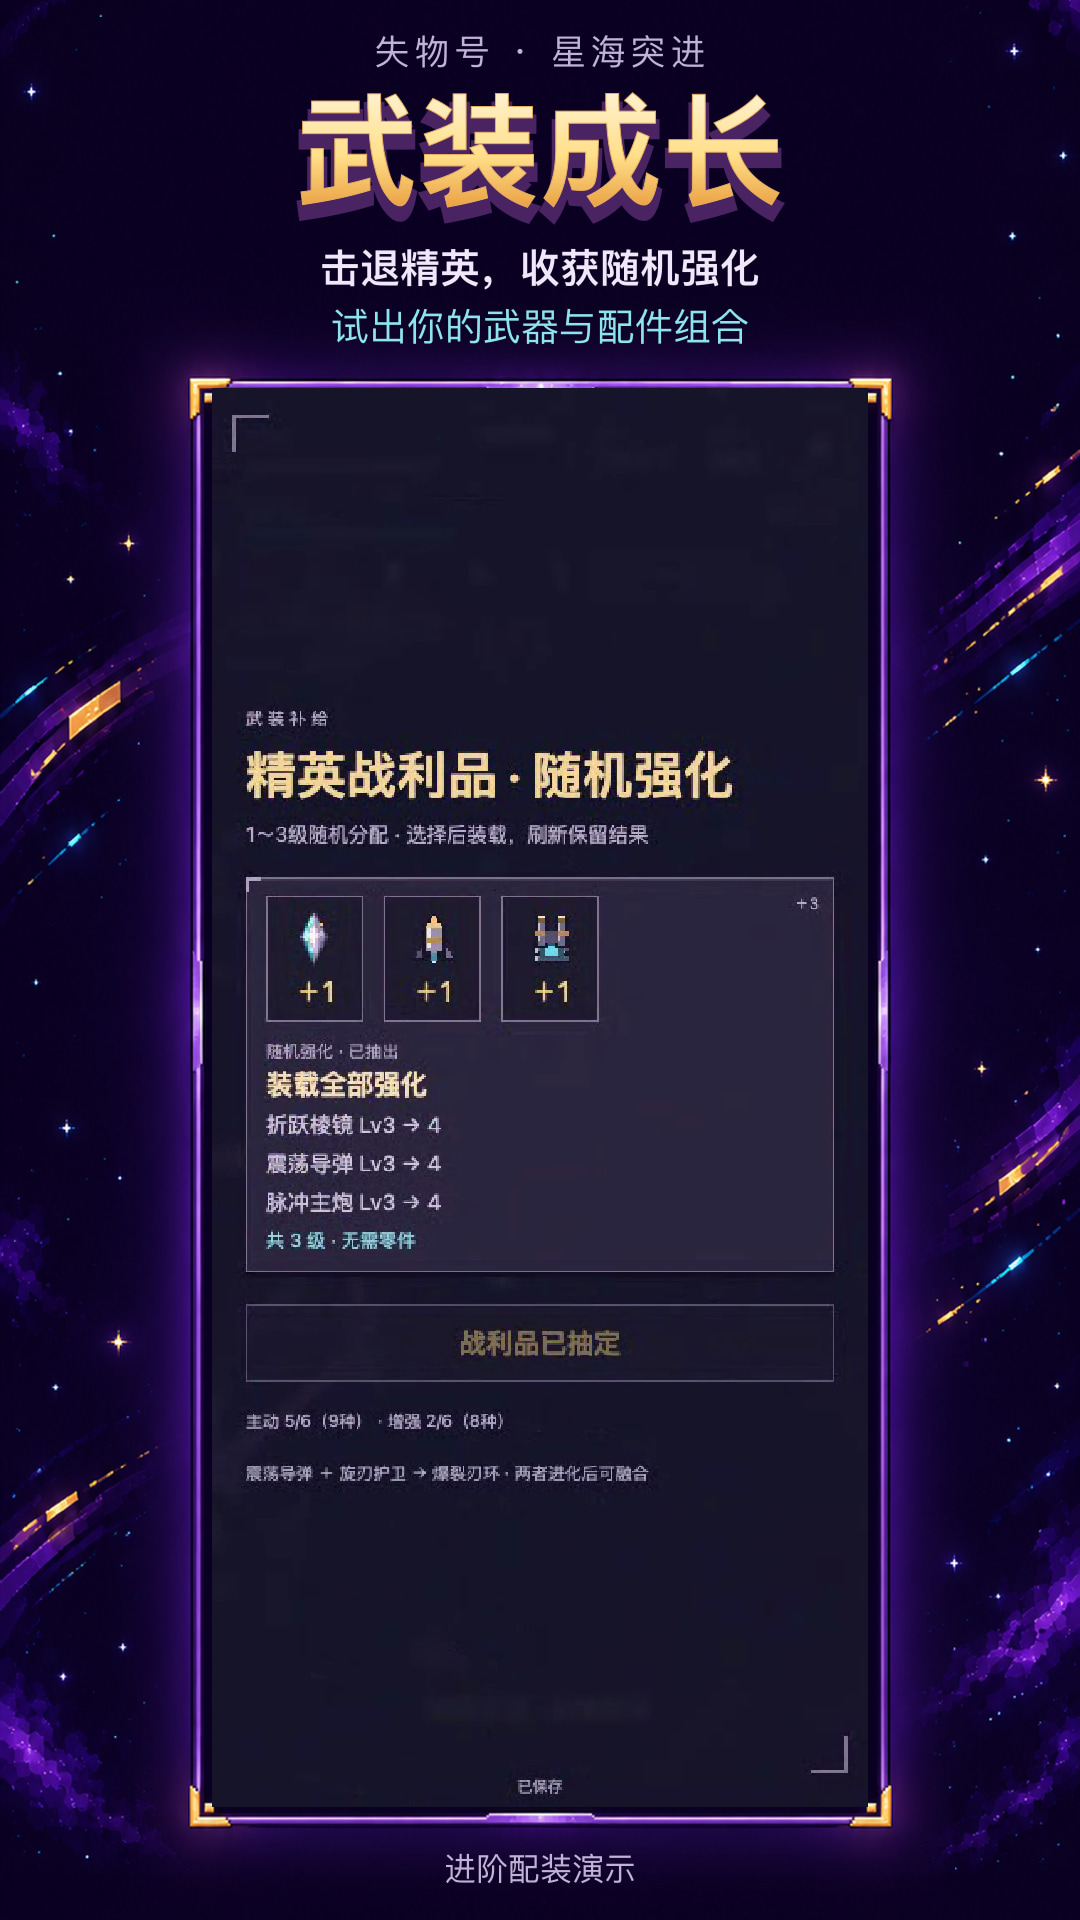 失物号 · 星海突进
武装成长
击退精英，收获随机强化
试出你的武器与配件组合
武装补给
精英战利品 · 随机强化
1～3级随机分配 · 选择后装载，刷新保留结果
+3
+1 +1 +1
随机强化 · 已抽出
装载全部强化
折跃棱镜 Lv3 → 4
震荡导弹 Lv3 → 4
脉冲主炮 Lv3 → 4
共 3 级 · 无需零件
战利品已抽定
主动 5/6（9种） · 增强 2/6（8种）
震荡导弹 ＋ 旋刃护卫 → 爆裂刃环 · 两者进化后可融合
已保存
进阶配装演示